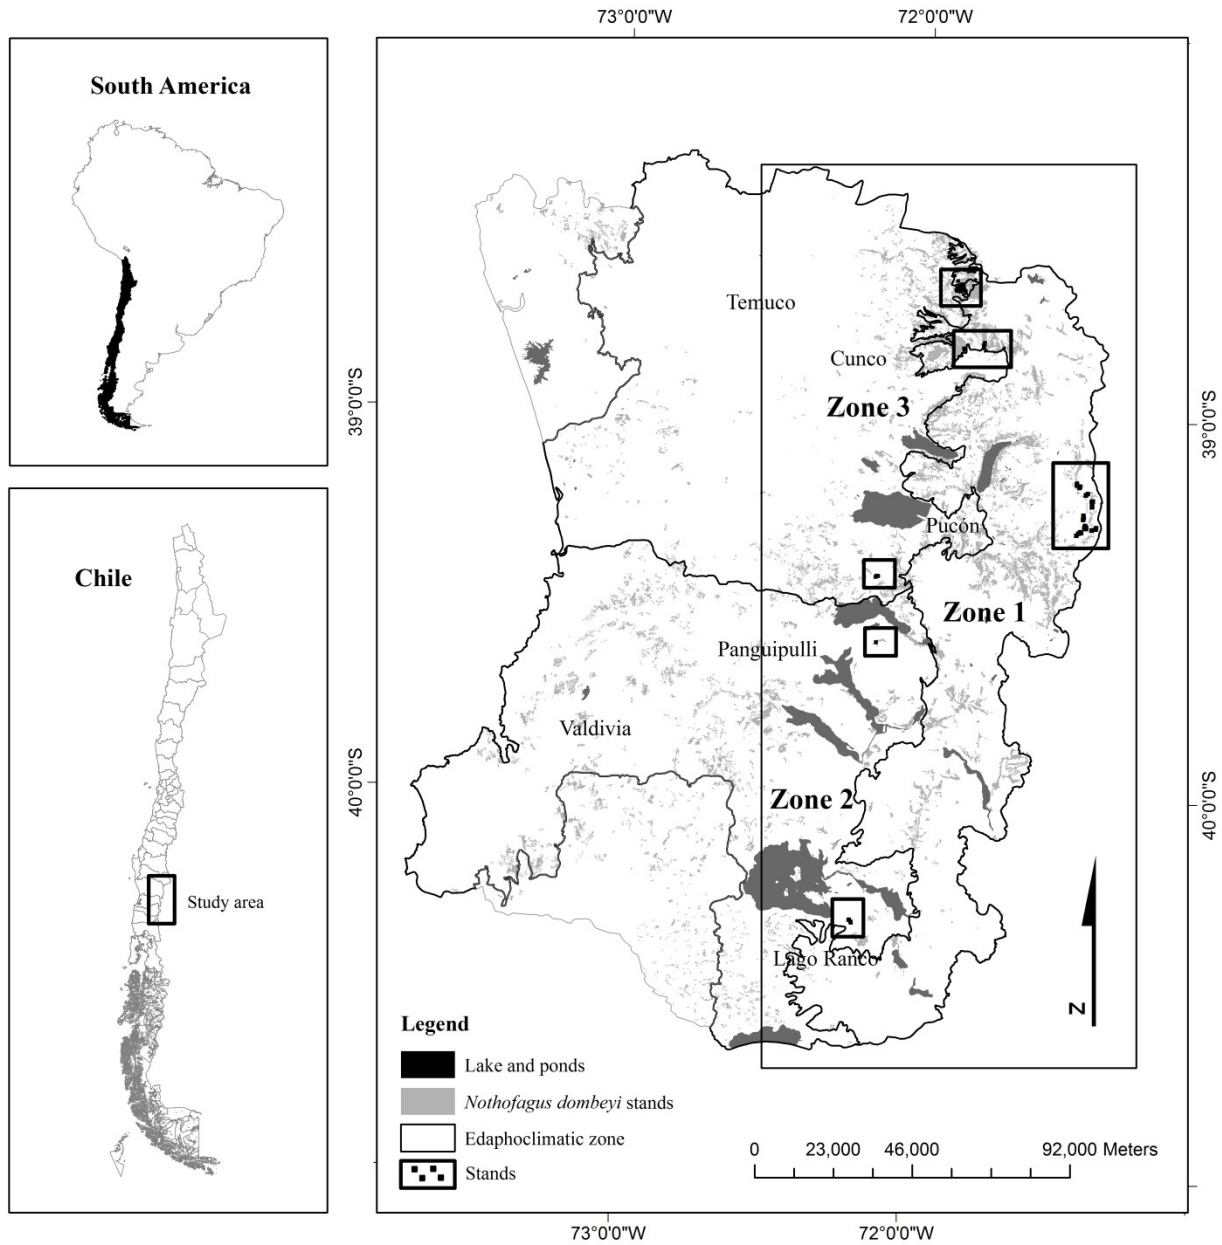 73°0'0"W
72°0'0"W
South America
Chile
Study area
39°0'0"S
40°0'0"S
Temuco
Cunco
Zone 3
Pucón
Zone 1
Panguipulli
Valdivia
Zone 2
Lago Ranco
39°0'0"S
40°0'0"S
N
Legend
Lake and ponds
Nothofagus dombeyi stands
Edaphoclimatic zone
Stands
0 23,000 46,000 92,000 Meters
73°0'0"W
72°0'0"W